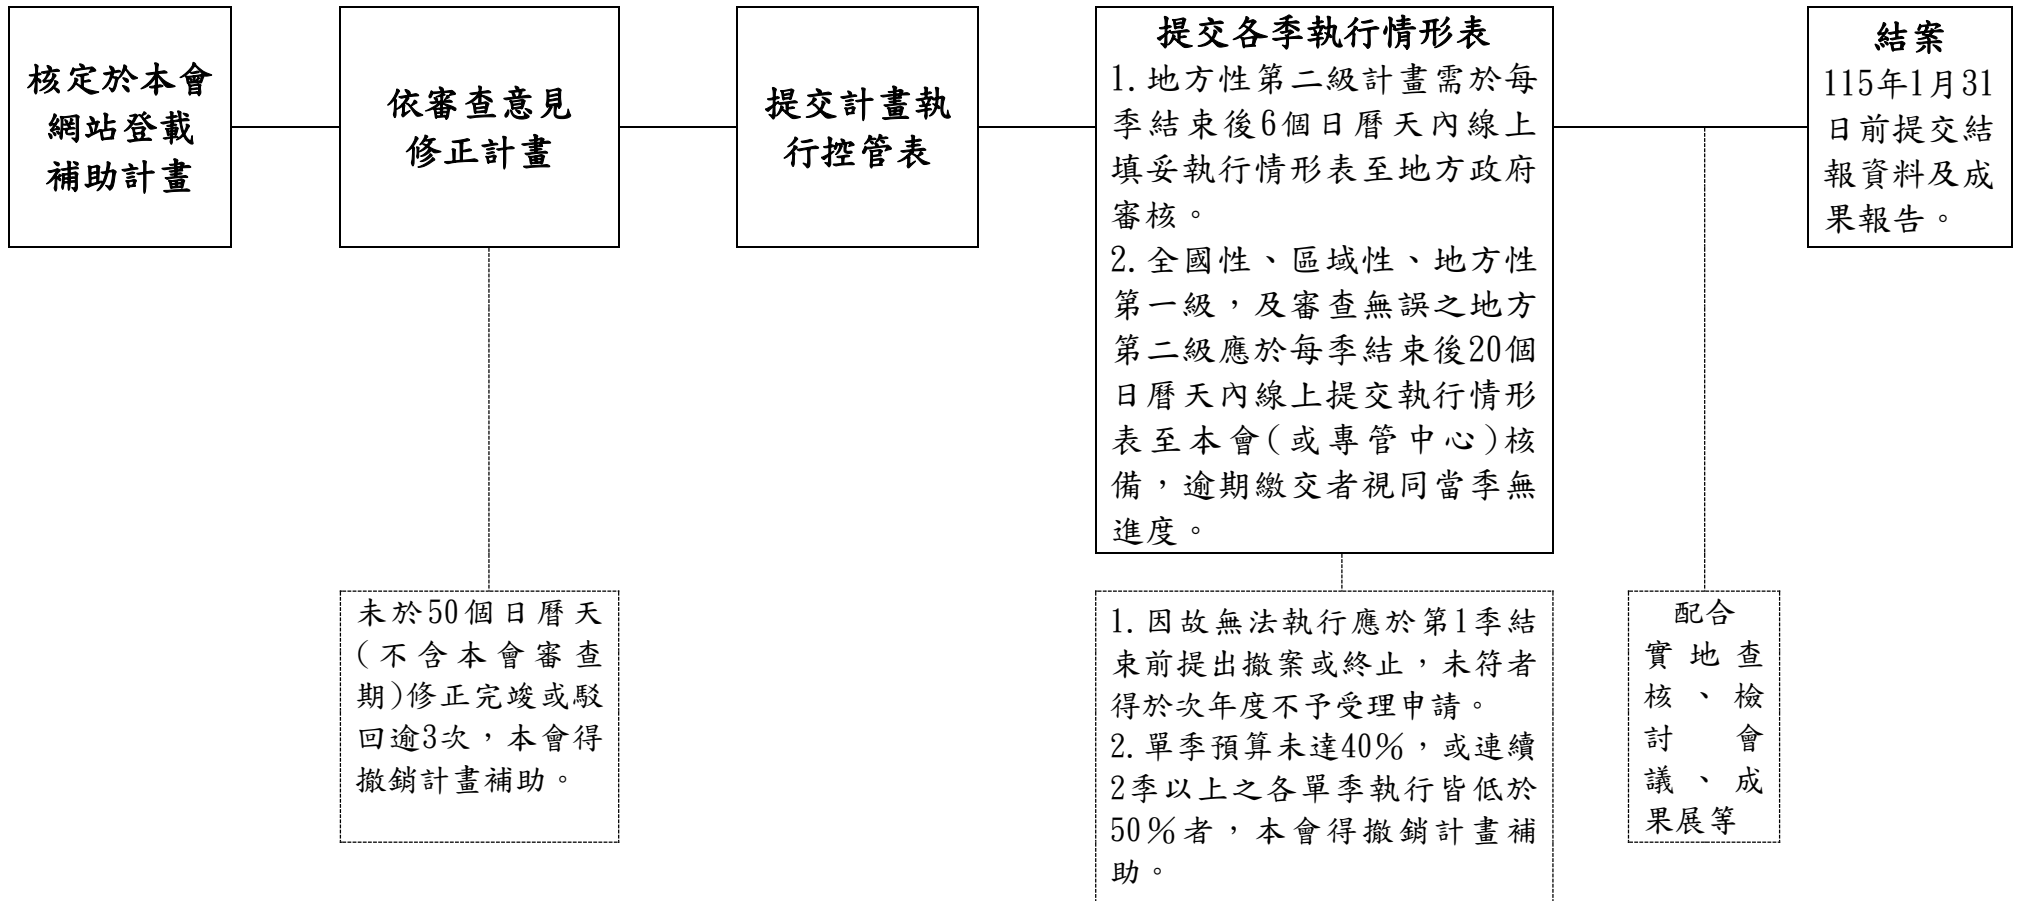 核定於本會
網站登載
補助計畫
依審查意見
修正計畫
提交計畫執
行控管表
提交各季執行情形表
1.地方性第二級計畫需於每
季結束後6個日曆天內線上
填妥執行情形表至地方政府
審核。
2.全國性、區域性、地方性
第一級，及審查無誤之地方
第二級應於每季結束後20個
日曆天內線上提交執行情形
表至本會(或專管中心)核
備，逾期繳交者視同當季無
進度。
結案
115年1月31
日前提交結
報資料及成
果報告。
未於50個日曆天
(不含本會審查
期)修正完竣或駁
回逾3次，本會得
撤銷計畫補助。
1.因故無法執行應於第1季結
束前提出撤案或終止，未符者
得於次年度不予受理申請。
2.單季預算未達40％，或連續
2季以上之各單季執行皆低於
50％者，本會得撤銷計畫補
助。
配合
實地查
核、檢
討會
議、成
果展等